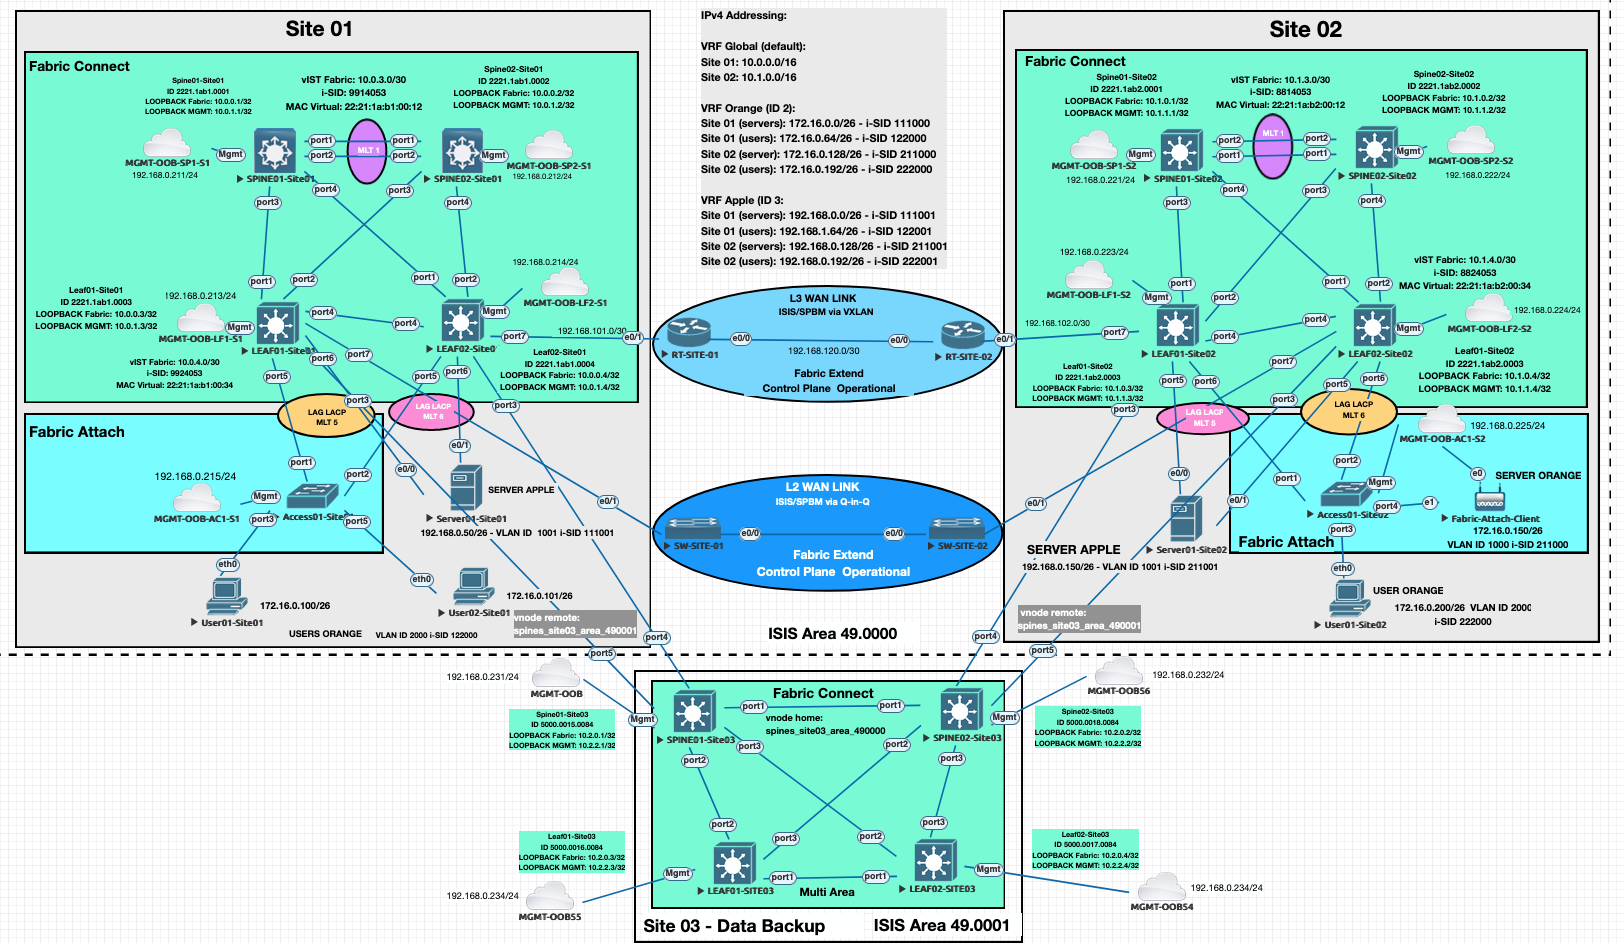 Site 01
Fabric Connect
Spine01-Site01
ID 2221.1ab1.0001
LOOPBACK Fabric: 10.0.0.1/32
LOOPBACK MGMT: 10.0.1.1/32
vIST Fabric: 10.0.3.0/30
i-SID: 9914053
MAC Virtual: 22:21:1a:b1:00:12
Spine02-Site01
ID 2221.1ab1.0002
LOOPBACK Fabric: 10.0.0.2/32
LOOPBACK MGMT: 10.0.1.2/32
MGMT-OOB-SP1-S1
192.168.0.211/24
Mgmt
SPINE01-Site01
port1
port2
MLT 1
port1
port2
SPINE02-Site01
Mgmt
MGMT-OOB-SP2-S1
192.168.0.212/24
port3
port4
port3
port4
port1
port2
port1
port2
Leaf01-Site01
ID 2221.1ab1.0003
LOOPBACK Fabric: 10.0.0.3/32
LOOPBACK MGMT: 10.0.1.3/32
192.168.0.213/24
MGMT-OOB-LF1-S1
Mgmt
LEAF01-Site01
port4
port4
LEAF02-Site0
Mgmt
192.168.0.214/24
MGMT-OOB-LF2-S1
port7
192.168.101.0/30
e0/1
vIST Fabric: 10.0.4.0/30
i-SID: 9924053
MAC Virtual: 22:21:1a:b1:00:34
port5
port6
port7
port3
port5
port6
port3
Leaf02-Site01
ID 2221.1ab1.0004
LOOPBACK Fabric: 10.0.0.4/32
LOOPBACK MGMT: 10.0.1.4/32
LAG LACP
MLT 5
LAG LACP
MLT 6
Fabric Attach
192.168.0.215/24
MGMT-OOB-AC1-S1
Mgmt
port1
port2
port3
port5
Access01-Site
e0/0
e0/1
SERVER APPLE
Server01-Site01
192.168.0.50/26 - VLAN ID 1001 i-SID 111001
e0/1
eth0
User01-Site01
172.16.0.100/26
eth0
User02-Site01
172.16.0.101/26
USERS ORANGE VLAN ID 2000 i-SID 122000
vnode remote:
spines_site03_area_490001
IPv4 Addressing:
VRF Global (default):
Site 01: 10.0.0.0/16
Site 02: 10.1.0.0/16
VRF Orange (ID 2):
Site 01 (servers): 172.16.0.0/26 - i-SID 111000
Site 01 (users): 172.16.0.64/26 - i-SID 122000
Site 02 (server): 172.16.0.128/26 - i-SID 211000
Site 02 (users): 172.16.0.192/26 - i-SID 222000
VRF Apple (ID 3:
Site 01 (servers): 192.168.0.0/26 - i-SID 111001
Site 01 (users): 192.168.1.64/26 - i-SID 122001
Site 02 (servers): 192.168.0.128/26 - i-SID 211001
Site 02 (users): 192.168.0.192/26 - i-SID 222001
L3 WAN LINK
ISIS/SPBM via VXLAN
RT-SITE-01
e0/0
192.168.120.0/30
e0/0
RT-SITE-02
Fabric Extend
Control Plane Operational
L2 WAN LINK
ISIS/SPBM via Q-in-Q
SW-SITE-01
e0/0
e0/0
SW-SITE-02
Fabric Extend
Control Plane Operational
ISIS Area 49.0000
Site 02
Fabric Connect
Spine01-Site02
ID 2221.1ab2.0001
LOOPBACK Fabric: 10.1.0.1/32
LOOPBACK MGMT: 10.1.1.1/32
vIST Fabric: 10.1.3.0/30
i-SID: 8814053
MAC Virtual: 22:21:1a:b2:00:12
Spine02-Site02
ID 2221.1ab2.0002
LOOPBACK Fabric: 10.1.0.2/32
LOOPBACK MGMT: 10.1.1.2/32
MGMT-OOB-SP1-S2
192.168.0.221/24
Mgmt
SPINE01-Site02
port2
port1
MLT 1
port2
port1
SPINE02-Site02
Mgmt
MGMT-OOB-SP2-S2
192.168.0.222/24
port3
port4
port3
port4
192.168.0.223/24
MGMT-OOB-LF1-S2
Mgmt
port1
port2
port1
port2
vIST Fabric: 10.1.4.0/30
i-SID: 8824053
MAC Virtual: 22:21:1a:b2:00:34
192.168.0.224/24
MGMT-OOB-LF2-S2
Mgmt
e0/1
192.168.102.0/30
port7
LEAF01-Site02
port4
port4
LEAF02-Site02
Leaf01-Site02
ID 2221.1ab2.0003
LOOPBACK Fabric: 10.1.0.3/32
LOOPBACK MGMT: 10.1.1.3/32
port3
port5
port6
port7
port3
port5
port6
Leaf01-Site02
ID 2221.1ab2.0003
LOOPBACK Fabric: 10.1.0.4/32
LOOPBACK MGMT: 10.1.1.4/32
LAG LACP
MLT 5
LAG LACP
MLT 6
MGMT-OOB-AC1-S2
192.168.0.225/24
port2
port1
Mgmt
port4
port3
Access01-Site02
e0
e1
SERVER ORANGE
Fabric-Attach-Client
172.16.0.150/26
VLAN ID 1000 i-SID 211000
Fabric Attach
e0/0
e0/1
e0/1
Server01-Site02
SERVER APPLE
192.168.0.150/26 - VLAN ID 1001 i-SID 211001
eth0
User01-Site02
USER ORANGE
172.16.0.200/26 VLAN ID 2000
i-SID 222000
vnode remote:
spines_site03_area_490001
port4
port5
port4
port5
192.168.0.231/24
MGMT-OOB
Spine01-Site03
ID 5000.0015.0084
LOOPBACK Fabric: 10.2.0.1/32
LOOPBACK MGMT: 10.2.2.1/32
Mgmt
Fabric Connect
vnode home:
spines_site03_area_490000
SPINE01-Site03
port1
port1
SPINE02-Site03
Mgmt
MGMT-OOB56
192.168.0.232/24
Spine02-Site03
ID 5000.0018.0084
LOOPBACK Fabric: 10.2.0.2/32
LOOPBACK MGMT: 10.2.2.2/32
port2
port3
port2
port3
port2
port3
port2
port3
Leaf01-Site03
ID 5000.0016.0084
LOOPBACK Fabric: 10.2.0.3/32
LOOPBACK MGMT: 10.2.2.3/32
192.168.0.234/24
MGMT-OOB55
Mgmt
LEAF01-SITE03
port1
port1
LEAF02-SITE03
Mgmt
Multi Area
Leaf02-Site03
ID 5000.0017.0084
LOOPBACK Fabric: 10.2.0.4/32
LOOPBACK MGMT: 10.2.2.4/32
192.168.0.234/24
MGMT-OOB54
Site 03 - Data Backup
ISIS Area 49.0001